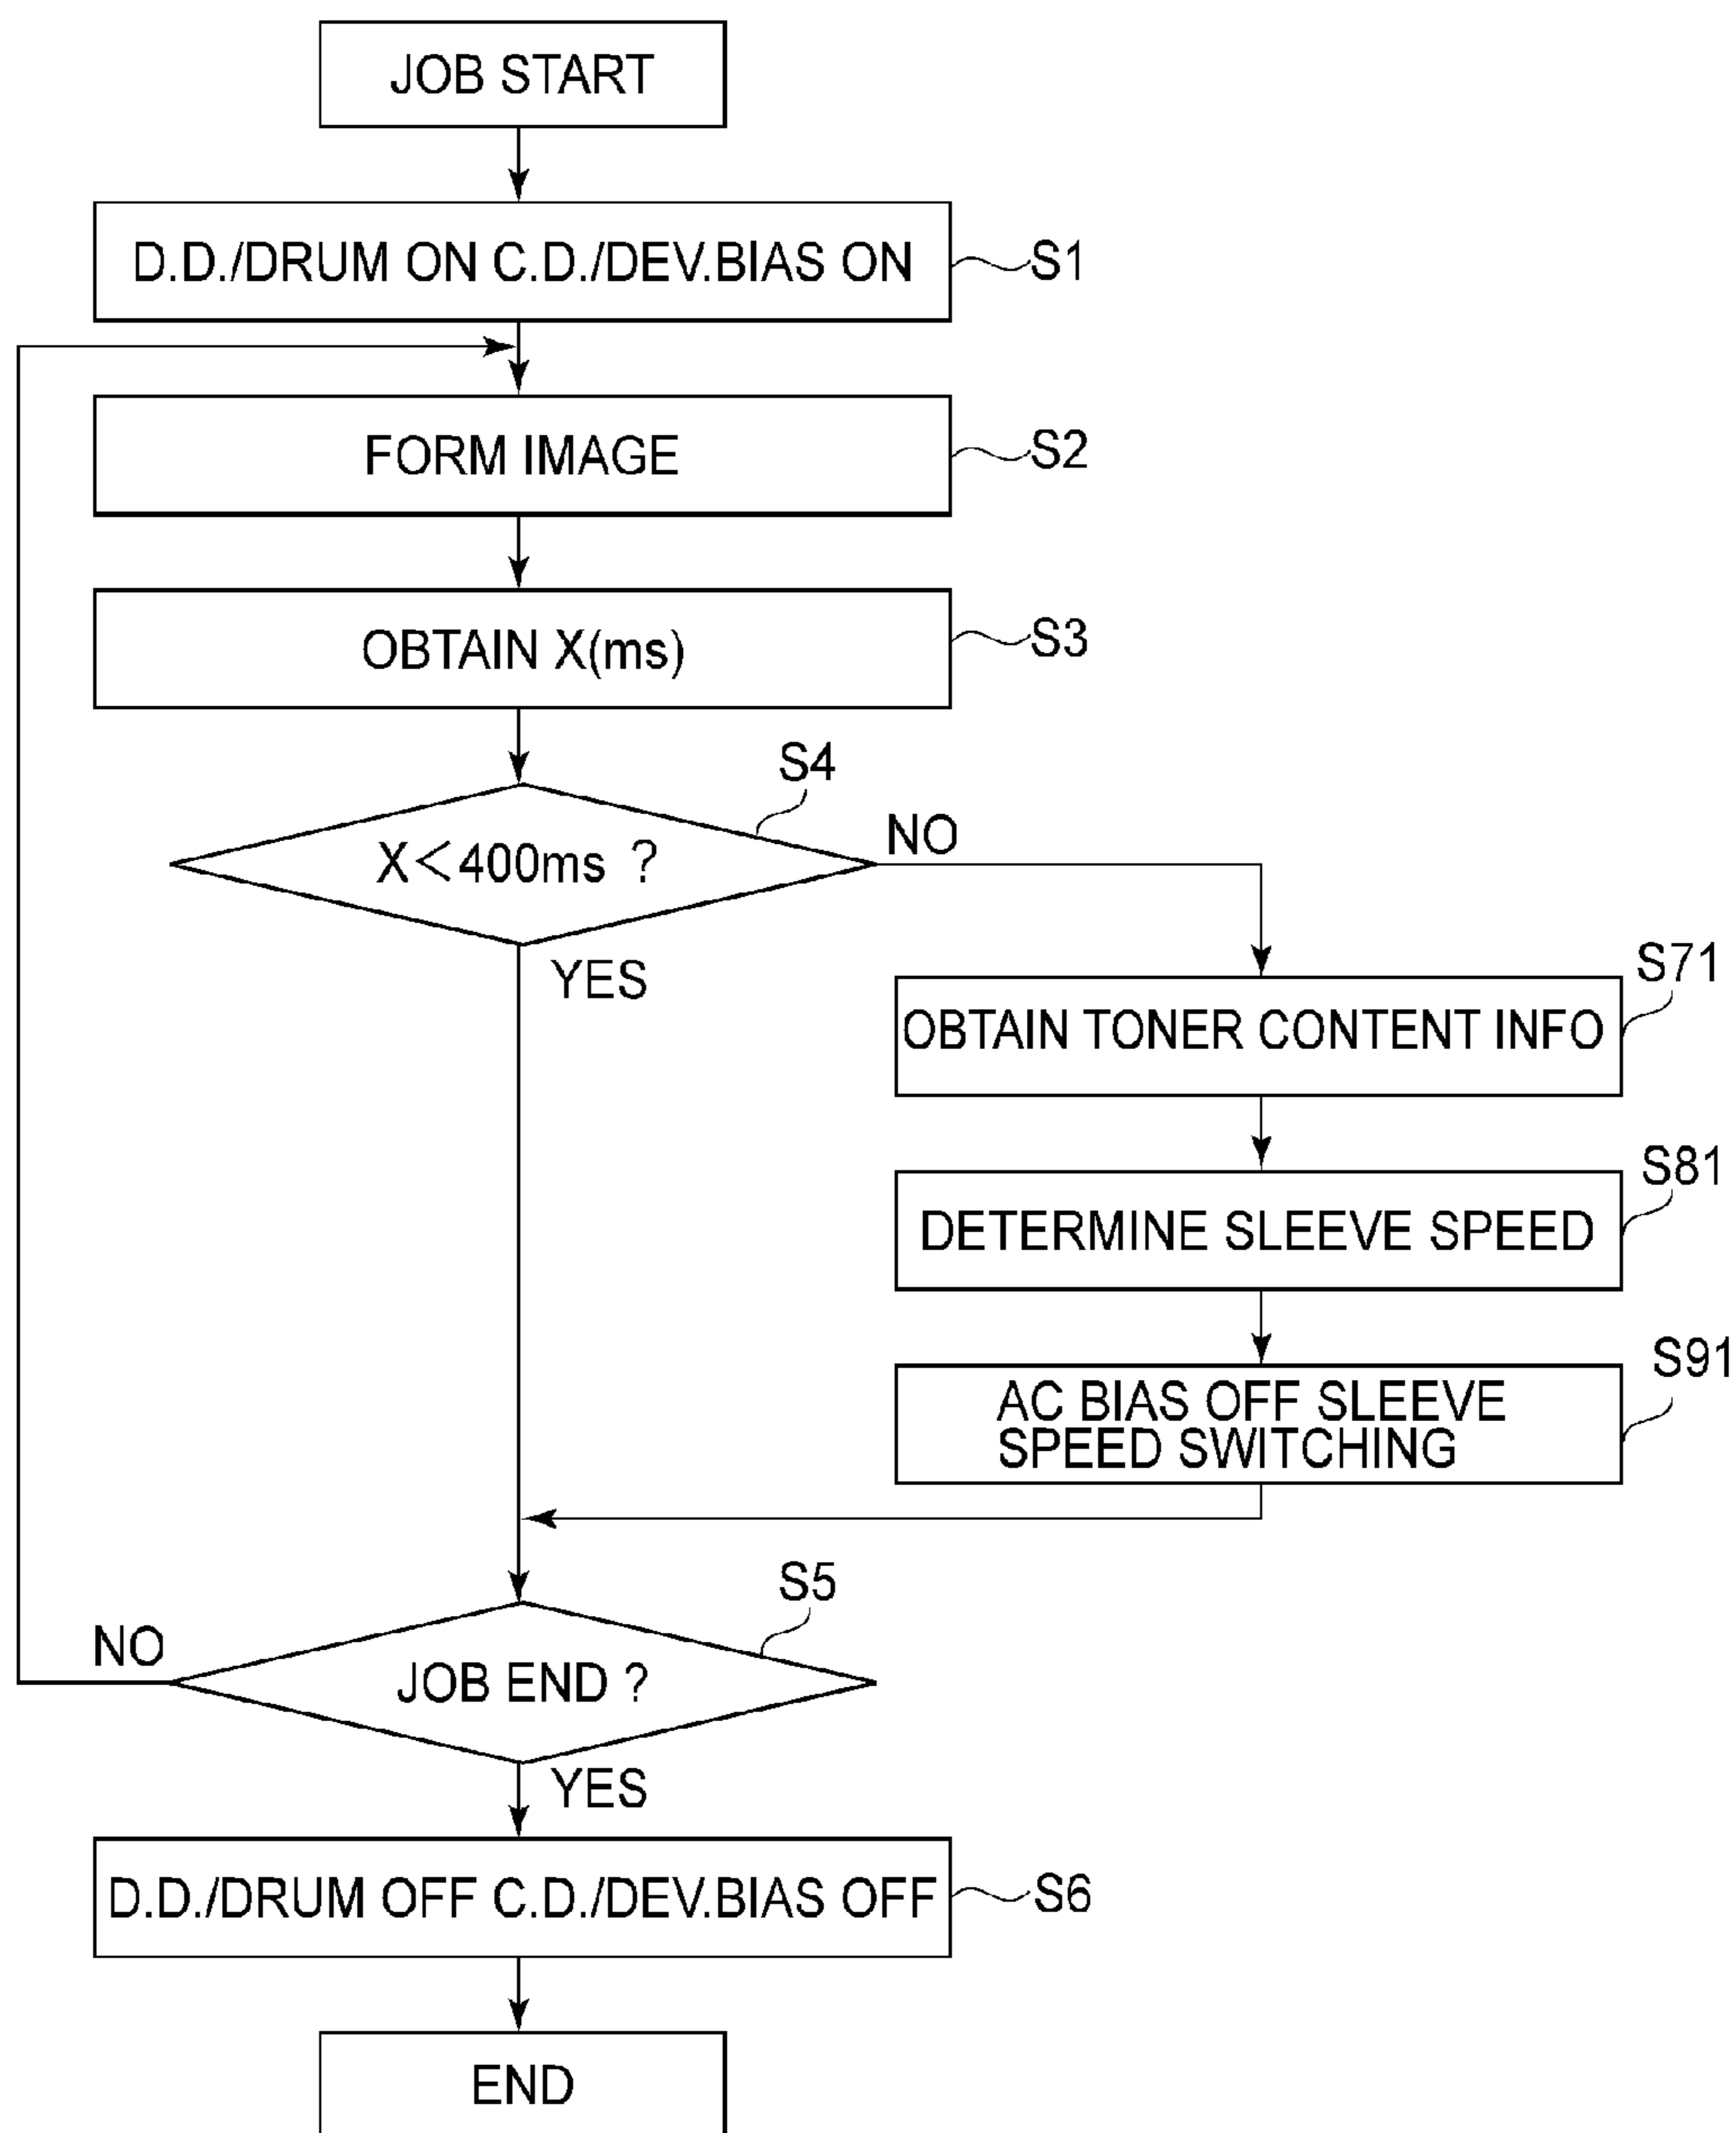 JOB START
D.D./DRUM ON C.D./DEV.BIAS ON
S1
FORM IMAGE
S2
OBTAIN X(ms)
S3
S4
X<400ms ?
NO
YES
S71
OBTAIN TONER CONTENT INFO
S81
DETERMINE SLEEVE SPEED
S91
AC BIAS OFF SLEEVE
SPEED SWITCHING
S5
NO
JOB END ?
YES
D.D./DRUM OFF C.D./DEV.BIAS OFF
S6
END